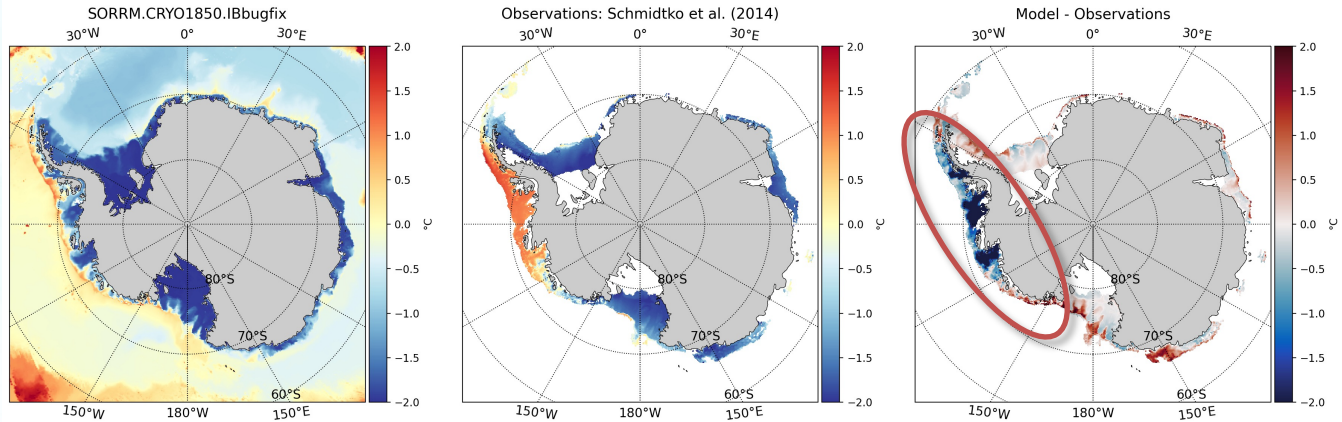 SORRM.CRYO1850.IBbugfix
30°W 0° 30°E
80°S
70°S
60°S
150°W 180°W 150°E
2.0
1.5
1.0
0.5
0.0
−0.5
−1.0
−1.5
−2.0
°C
Observations: Schmidtko et al. (2014)
30°W 0° 30°E
80°S
70°S
60°S
150°W 180°W 150°E
2.0
1.5
1.0
0.5
0.0
−0.5
−1.0
−1.5
−2.0
°C
Model - Observations
30°W 0° 30°E
80°S
70°S
60°S
150°W 180°W 150°E
2.0
1.5
1.0
0.5
0.0
−0.5
−1.0
−1.5
−2.0
°C